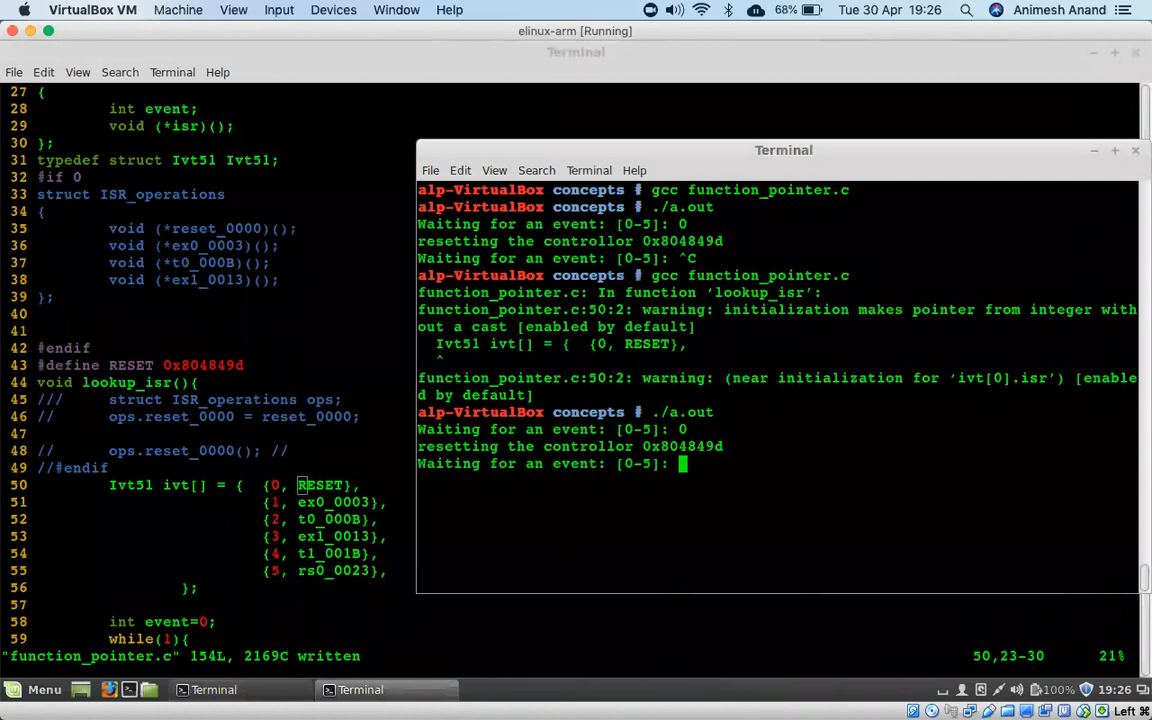 VirtualBox VM Machine View Input Devices Window Help 68% Tue 30 Apr 19:26 Animesh Anand
elinux-arm [Running]
Terminal
File Edit View Search Terminal Help
27 {
28 int event;
29 void (*isr)();
30 };
31 typedef struct Ivt51 Ivt51;
32 #if 0
33 struct ISR_operations
34 {
35 void (*reset_0000)();
36 void (*ex0_0003)();
37 void (*t0_000B)();
38 void (*ex1_0013)();
39 };
40
41
42 #endif
43 #define RESET 0x804849d
44 void lookup_isr(){
45 /// struct ISR_operations ops;
46 // ops.reset_0000 = reset_0000;
47
48 // ops.reset_0000(); //
49 //#endif
50 Ivt51 ivt[] = { {0, RESET},
51 {1, ex0_0003},
52 {2, t0_000B},
53 {3, ex1_0013},
54 {4, t1_001B},
55 {5, rs0_0023},
56 };
57
58 int event=0;
59 while(1){
"function_pointer.c" 154L, 2169C written 50,23-30 21%
Terminal
File Edit View Search Terminal Help
alp-VirtualBox concepts # gcc function_pointer.c
alp-VirtualBox concepts # ./a.out
Waiting for an event: [0-5]: 0
resetting the controllor 0x804849d
Waiting for an event: [0-5]: ^C
alp-VirtualBox concepts # gcc function_pointer.c
function_pointer.c: In function ‘lookup_isr’:
function_pointer.c:50:2: warning: initialization makes pointer from integer with
out a cast [enabled by default]
Ivt51 ivt[] = { {0, RESET},
^
function_pointer.c:50:2: warning: (near initialization for ‘ivt[0].isr’) [enable
d by default]
alp-VirtualBox concepts # ./a.out
Waiting for an event: [0-5]: 0
resetting the controllor 0x804849d
Waiting for an event: [0-5]:
Menu Terminal Terminal 100% 19:26
Left ⌘